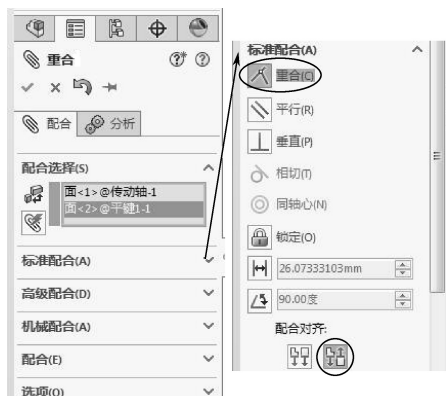 重合
配合
分析
配合选择(S)
面<1>@传动轴-1
面<2>@平键1-1
标准配合(A)
高级配合(D)
机械配合(A)
配合(E)
选项(O)
标准配合(A)
重合(C)
平行(R)
垂直(P)
相切(T)
同轴心(N)
锁定(O)
26.07333103mm
90.00度
配合对齐: